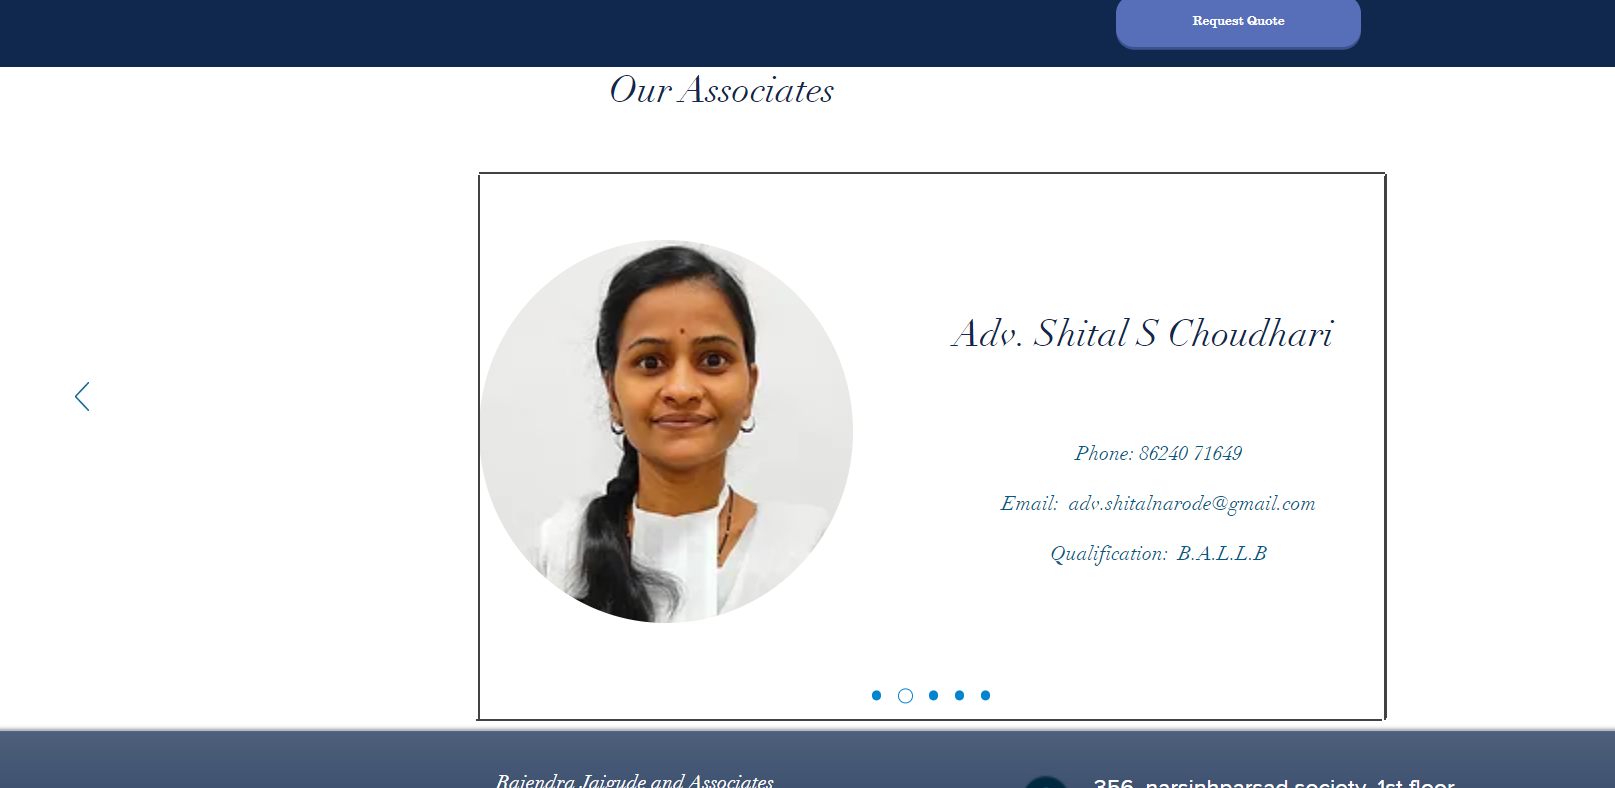 Request Quote
Our Associates
Adv. Shital S Choudhari
Phone: 86240 71649
Email: adv.shitalnarode@gmail.com
Qualification: B.A.L.L.B
Rajendra Jaigude and Associates
356, narsinhparsad society, 1st floor